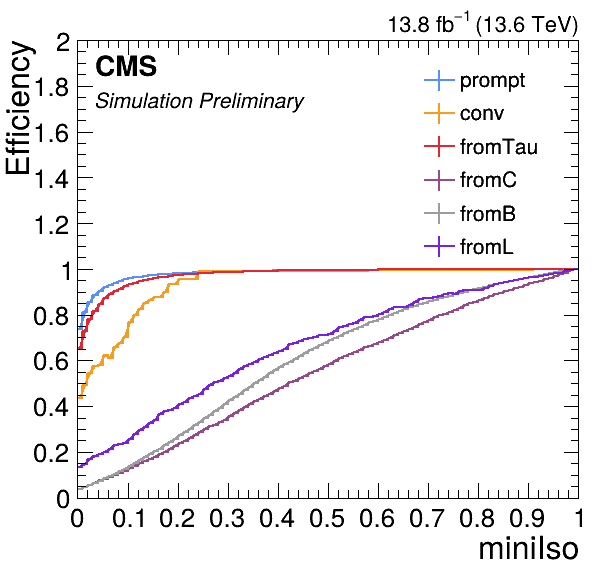 13.8 fb⁻¹ (13.6 TeV)
Efficiency
2
1.8
1.6
1.4
1.2
1
0.8
0.6
0.4
0.2
0
CMS
Simulation Preliminary
prompt
conv
fromTau
fromC
fromB
fromL
0 0.1 0.2 0.3 0.4 0.5 0.6 0.7 0.8 0.9 1
miniIso